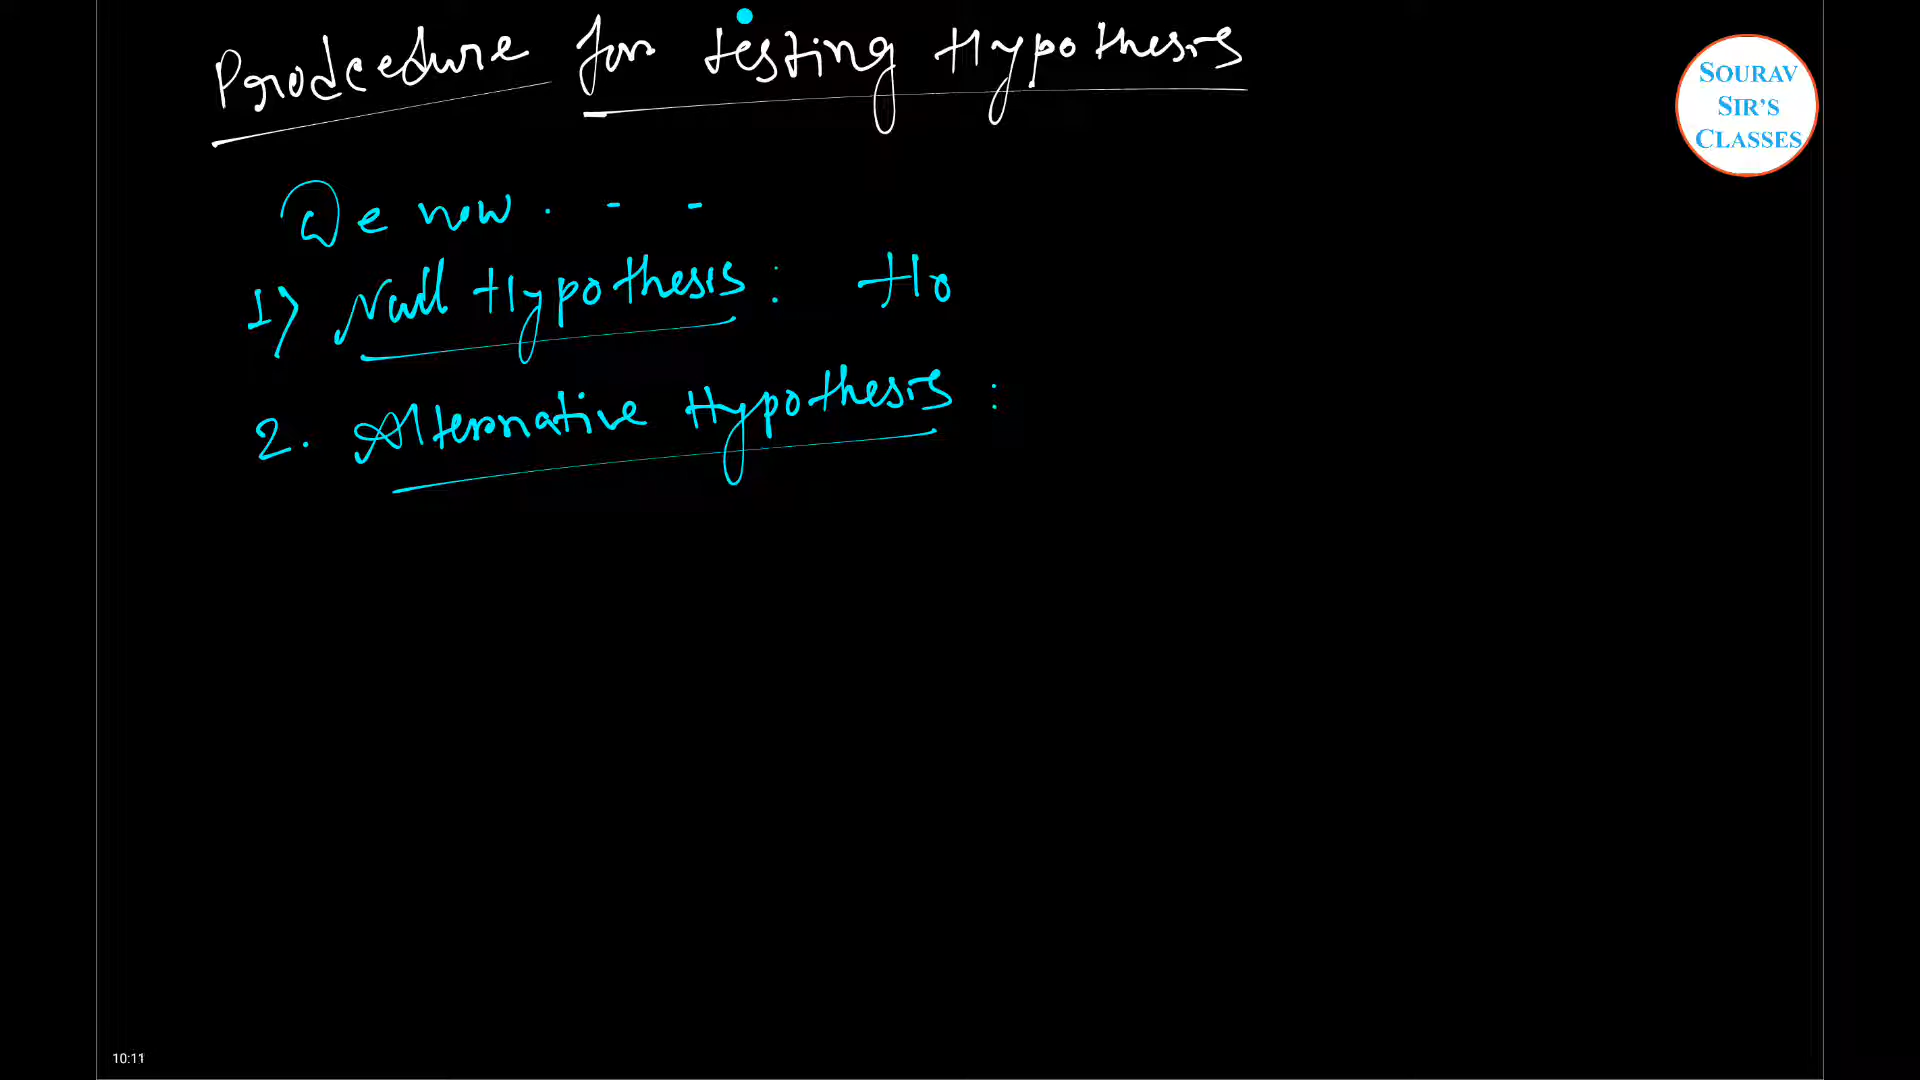 Prodcedure for testing Hypothesis
SOURAV
SIR'S
CLASSES
We now . - -
1) Null Hypothesis : Ho
2. Alternative Hypothesis :
10:11